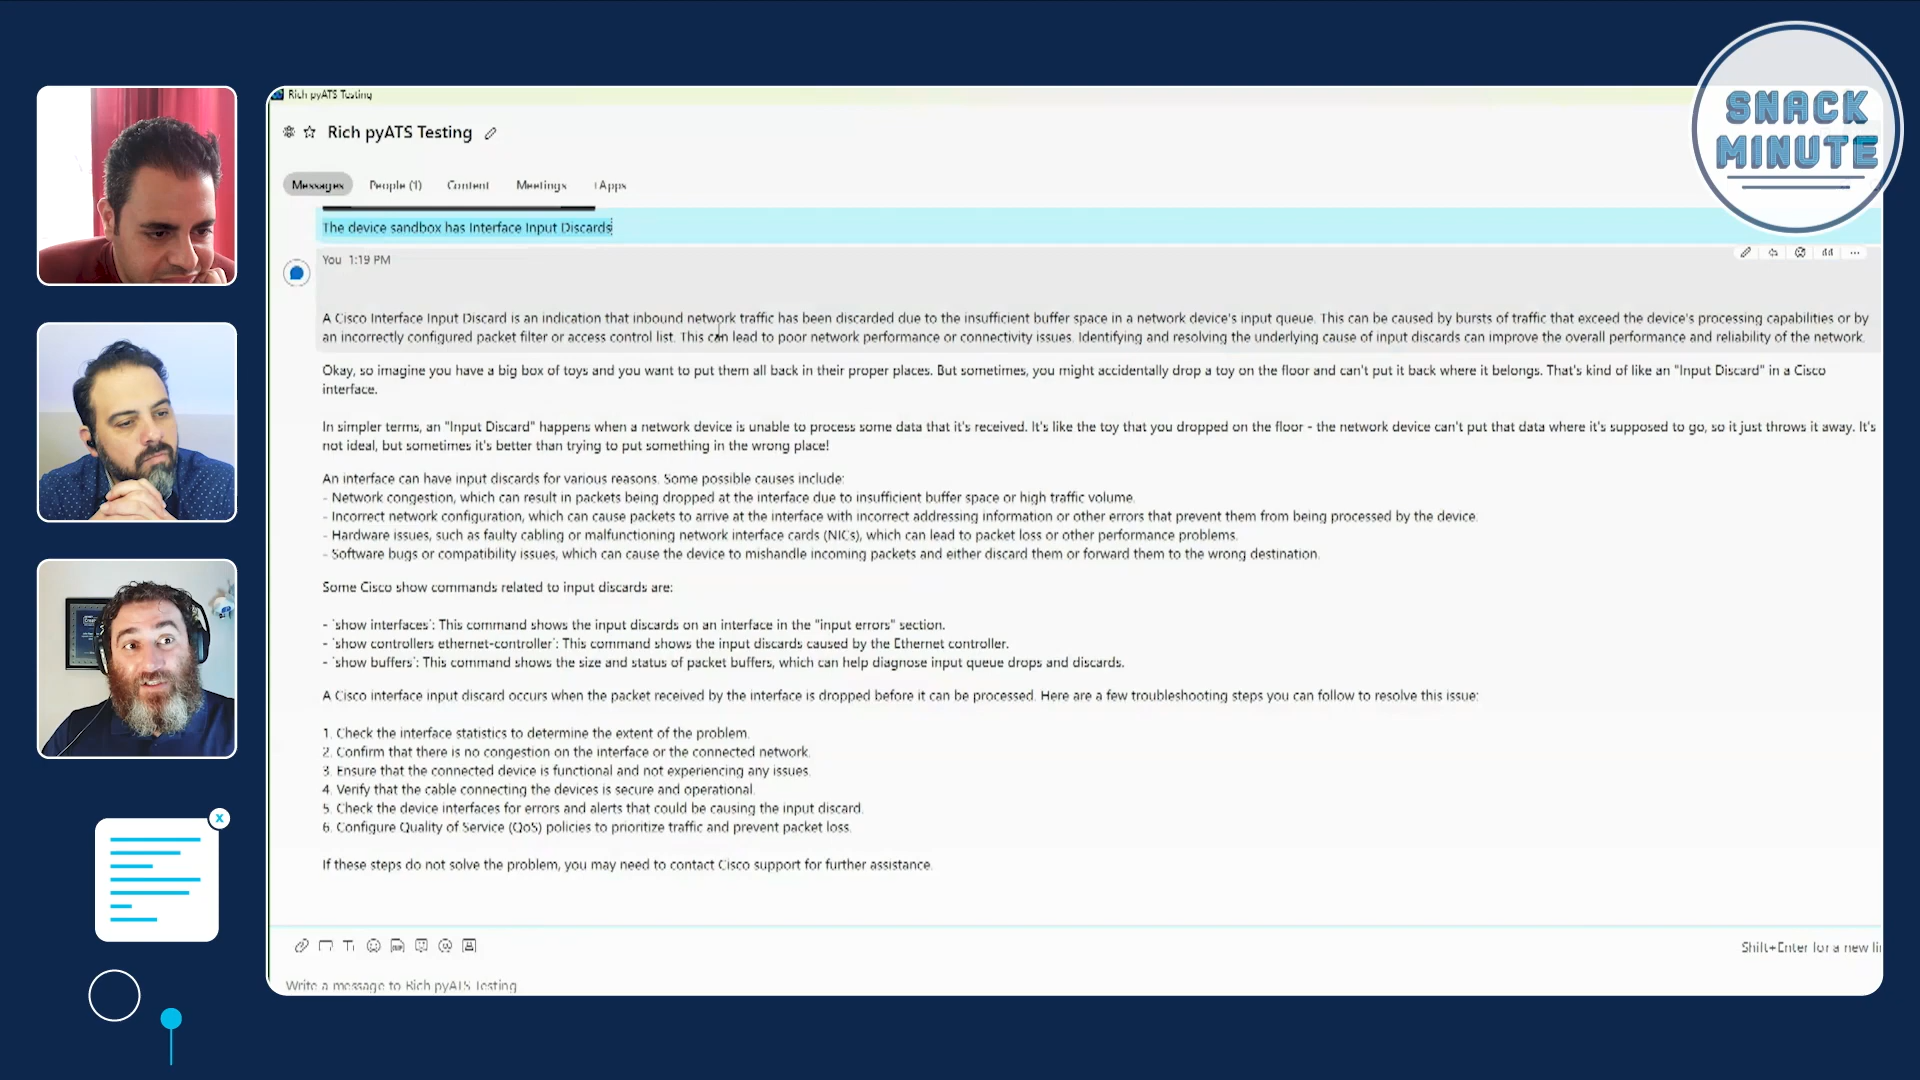 SNACK
MINUTE
Rich pyATS Testing
Rich pyATS Testing
Messages People (1) Content Meetings +Apps
The device sandbox has Interface Input Discards
You 1:19 PM
A Cisco Interface Input Discard is an indication that inbound network traffic has been discarded due to the insufficient buffer space in a network device's input queue. This can be caused by bursts of traffic that exceed the device's processing capabilities or by
an incorrectly configured packet filter or access control list. This can lead to poor network performance or connectivity issues. Identifying and resolving the underlying cause of input discards can improve the overall performance and reliability of the network.
Okay, so imagine you have a big box of toys and you want to put them all back in their proper places. But sometimes, you might accidentally drop a toy on the floor and can't put it back where it belongs. That's kind of like an "Input Discard" in a Cisco
interface.
In simpler terms, an "Input Discard" happens when a network device is unable to process some data that it's received. It's like the toy that you dropped on the floor - the network device can't put that data where it's supposed to go, so it just throws it away. It's
not ideal, but sometimes it's better than trying to put something in the wrong place!
An interface can have input discards for various reasons. Some possible causes include:
- Network congestion, which can result in packets being dropped at the interface due to insufficient buffer space or high traffic volume.
- Incorrect network configuration, which can cause packets to arrive at the interface with incorrect addressing information or other errors that prevent them from being processed by the device.
- Hardware issues, such as faulty cabling or malfunctioning network interface cards (NICs), which can lead to packet loss or other performance problems.
- Software bugs or compatibility issues, which can cause the device to mishandle incoming packets and either discard them or forward them to the wrong destination.
Some Cisco show commands related to input discards are:
- `show interfaces`: This command shows the input discards on an interface in the "input errors" section.
- `show controllers ethernet-controller`: This command shows the input discards caused by the Ethernet controller.
- `show buffers`: This command shows the size and status of packet buffers, which can help diagnose input queue drops and discards.
A Cisco interface input discard occurs when the packet received by the interface is dropped before it can be processed. Here are a few troubleshooting steps you can follow to resolve this issue:
1. Check the interface statistics to determine the extent of the problem.
2. Confirm that there is no congestion on the interface or the connected network.
3. Ensure that the connected device is functional and not experiencing any issues.
4. Verify that the cable connecting the devices is secure and operational.
5. Check the device interfaces for errors and alerts that could be causing the input discard.
6. Configure Quality of Service (QoS) policies to prioritize traffic and prevent packet loss.
If these steps do not solve the problem, you may need to contact Cisco support for further assistance.
Shift+Enter for a new li
Write a message to Rich pyATS Testing
x